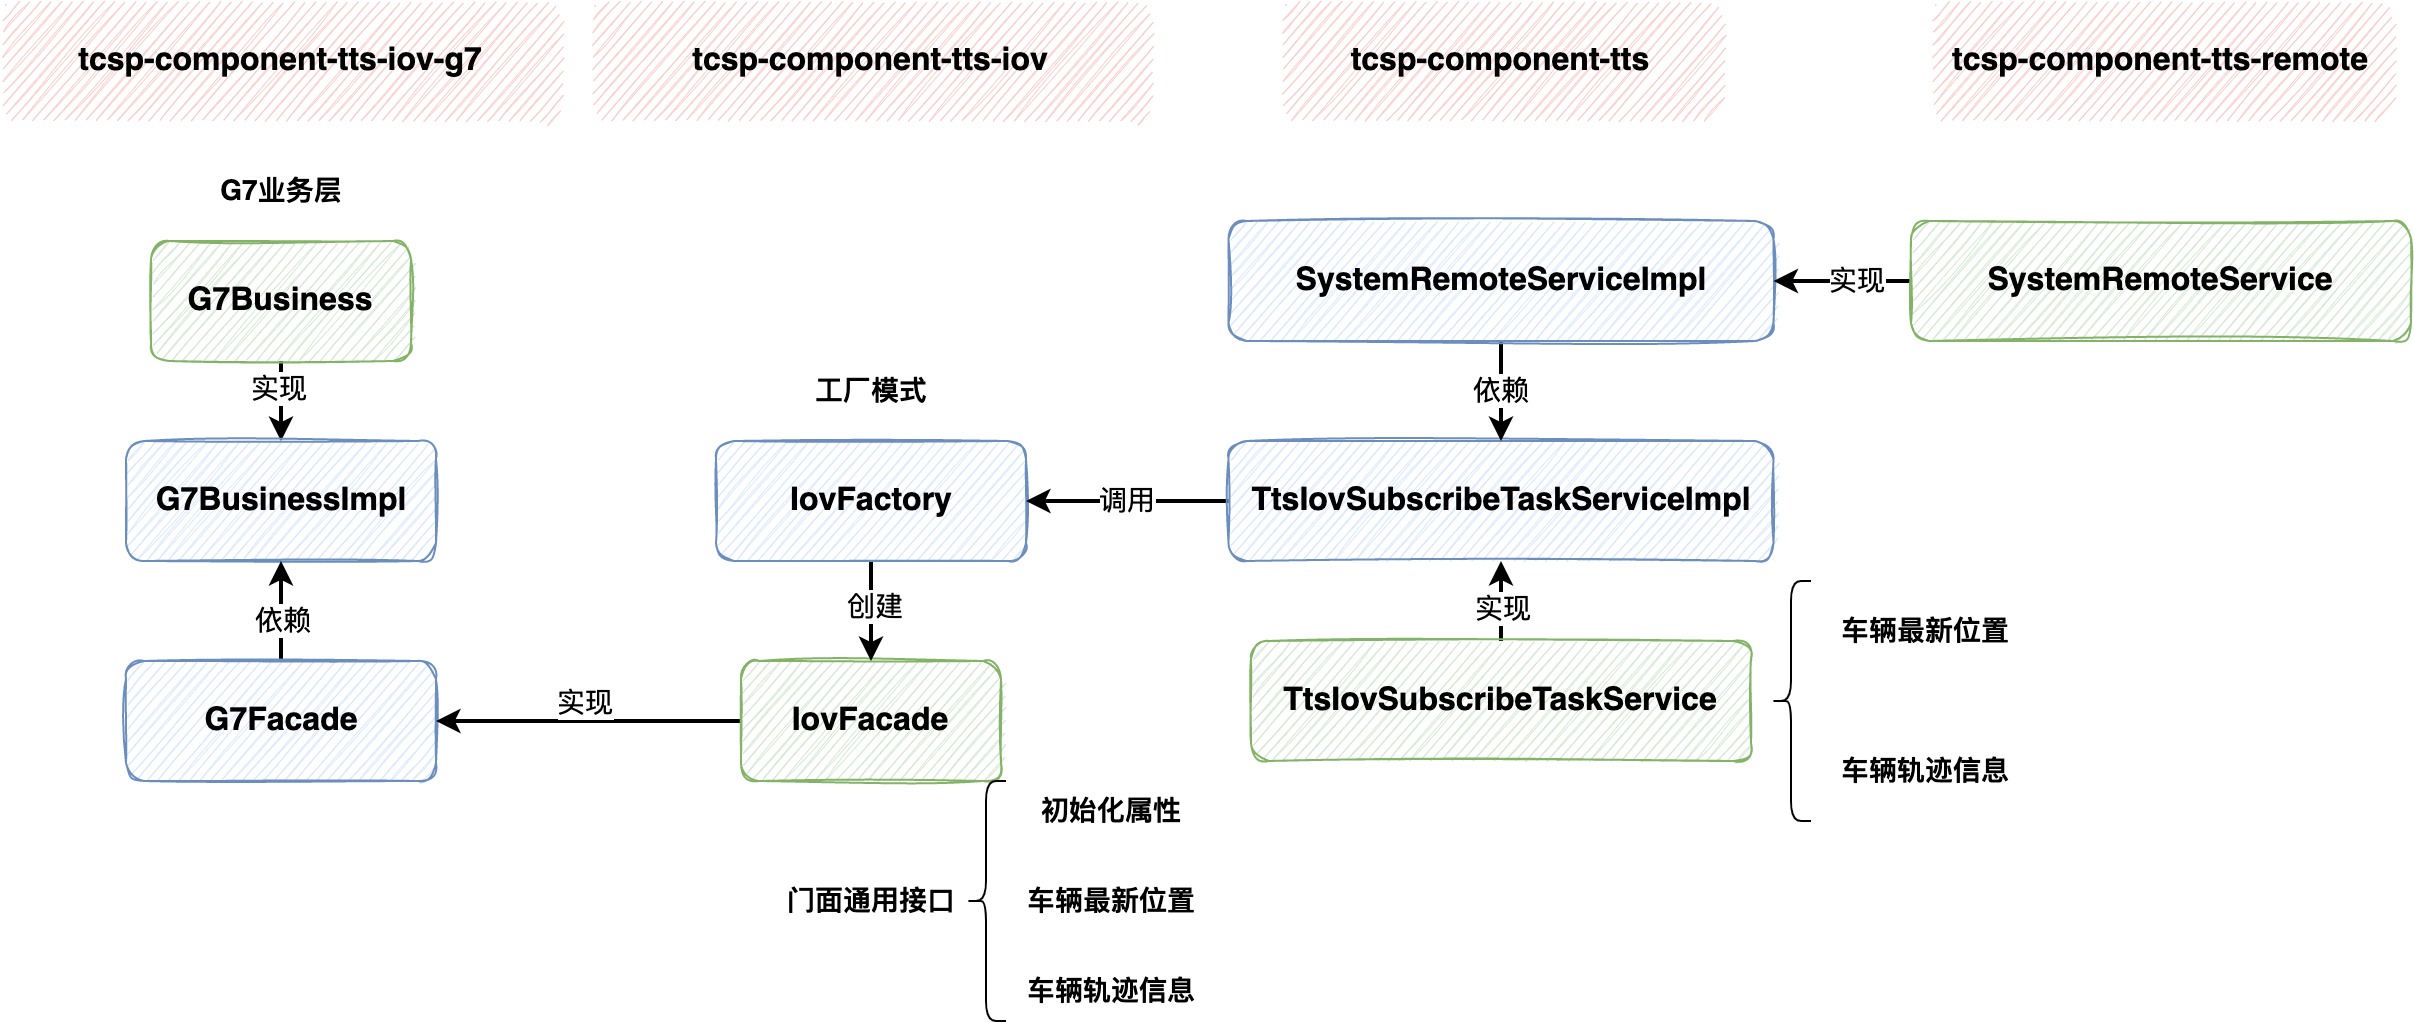 tcsp-component-tts-iov-g7
tcsp-component-tts-iov
tcsp-component-tts
tcsp-component-tts-remote
G7业务层
G7Business
实现
G7BusinessImpl
依赖
G7Facade
工厂模式
IovFactory
创建
IovFacade
实现
门面通用接口
初始化属性
车辆最新位置
车辆轨迹信息
SystemRemoteServiceImpl
实现
SystemRemoteService
依赖
调用
TtsIovSubscribeTaskServiceImpl
实现
TtsIovSubscribeTaskService
车辆最新位置
车辆轨迹信息